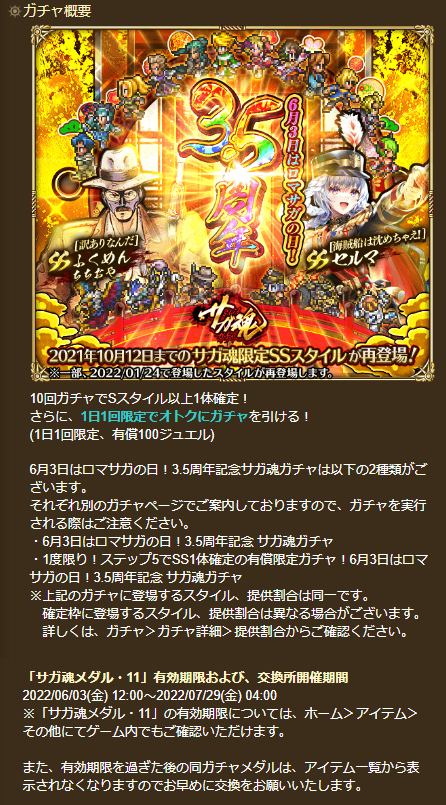 ガチャ概要
3.5周年
6月3日はロマサガの日!
[訳ありなんだ]
SS ふくめん
ももおや
[海賊船は沈めちゃえ!]
SS セルマ
サガ魂
2021年10月12日までのサガ魂限定SSスタイルが再登場!
※一部、2022/01/24で登場したスタイルが再登場します。
10回ガチャでSスタイル以上1体確定!
さらに、1日1回限定でオトクにガチャを引ける!
(1日1回限定、有償100ジュエル)
6月3日はロマサガの日!3.5周年記念サガ魂ガチャは以下の2種類がご
ざいます。
それぞれ別のガチャページでご案内しておりますので、ガチャを実行
される際はご注意ください。
・6月3日はロマサガの日!3.5周年記念 サガ魂ガチャ
・1度限り!ステップ5でSS1体確定の有償限定ガチャ!6月3日はロマ
サガの日!3.5周年記念 サガ魂ガチャ
※上記のガチャに登場するスタイル、提供割合は同一です。
確定枠に登場するスタイル、提供割合は異なる場合がございます。
詳しくは、ガチャ>ガチャ詳細>提供割合からご確認ください。
「サガ魂メダル・11」有効期限および、交換所開催期間
2022/06/03(金) 12:00～2022/07/29(金) 04:00
※「サガ魂メダル・11」の有効期限については、ホーム>アイテム>
その他にてゲーム内でもご確認いただけます。
また、有効期限を過ぎた後の同ガチャメダルは、アイテム一覧から表
示されなくなりますのでお早めに交換をお願いいたします。